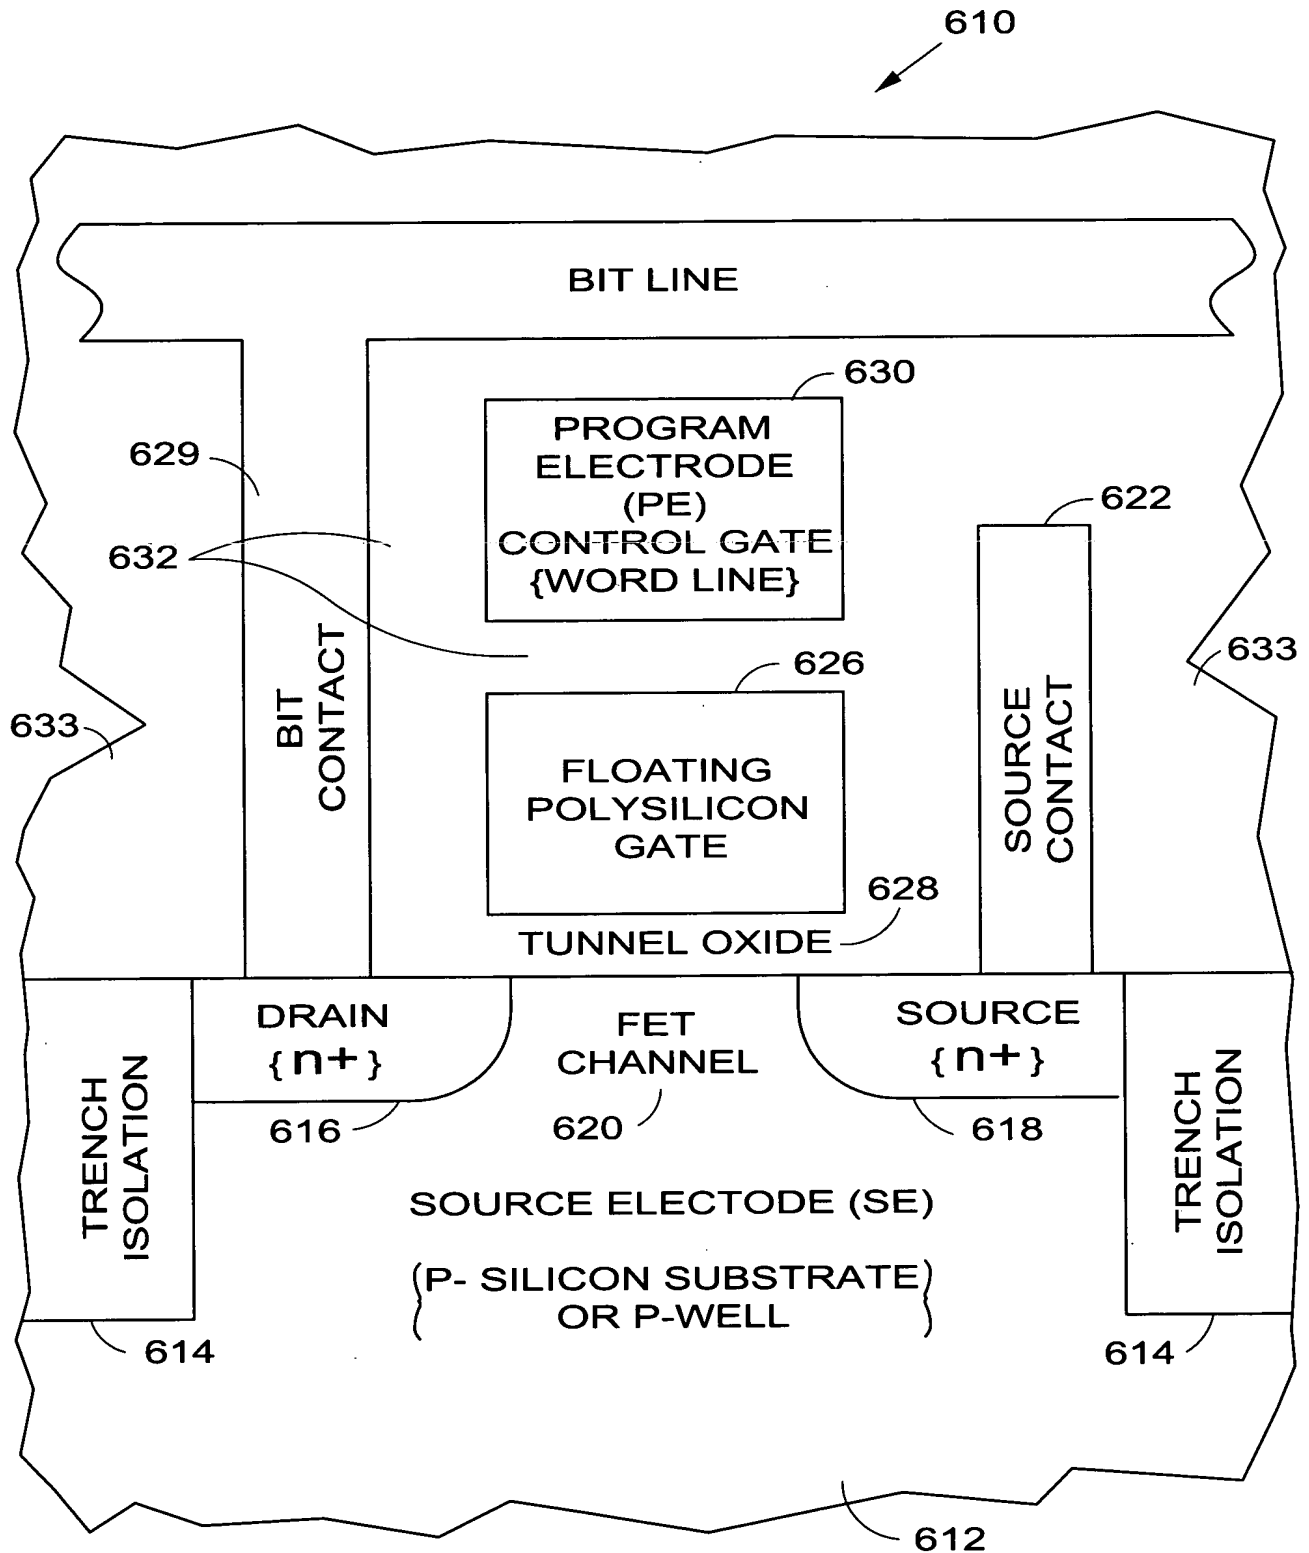 610
BIT LINE
630
PROGRAM
ELECTRODE
(PE)
CONTROL GATE
{WORD LINE}
629
622
632
BIT
CONTACT
626
633
633
SOURCE
CONTACT
FLOATING
POLYSILICON
GATE
628
TUNNEL OXIDE
DRAIN
{n+}
FET
CHANNEL
SOURCE
{n+}
TRENCH
ISOLATION
616
620
618
TRENCH
ISOLATION
SOURCE ELECTODE (SE)
(P- SILICON SUBSTRATE)
OR P-WELL
614
614
612